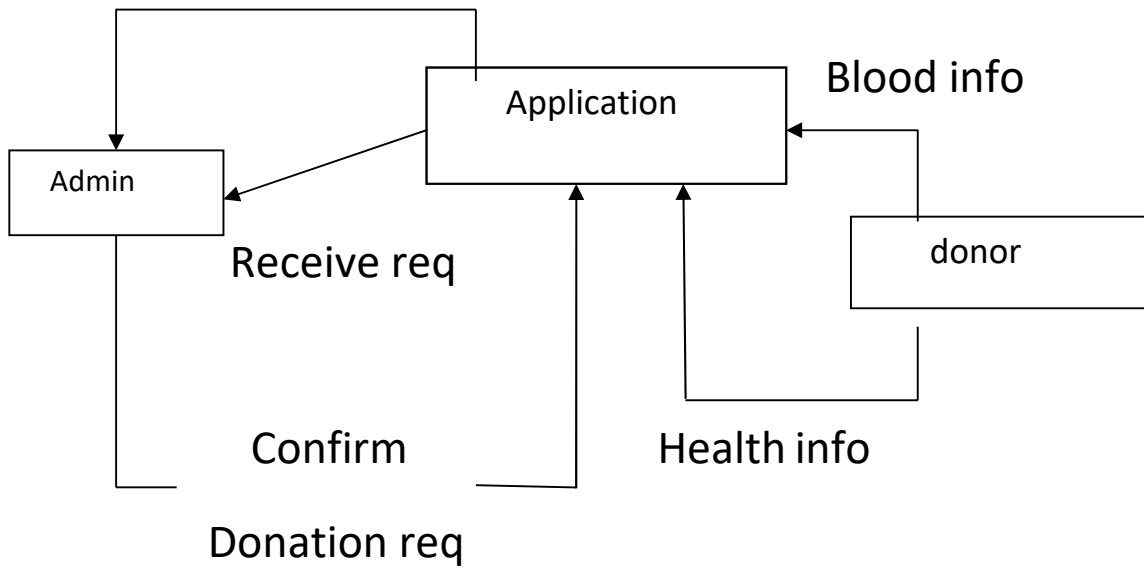 Blood info
Application
Admin
Receive req
donor
Confirm
Health info
Donation req